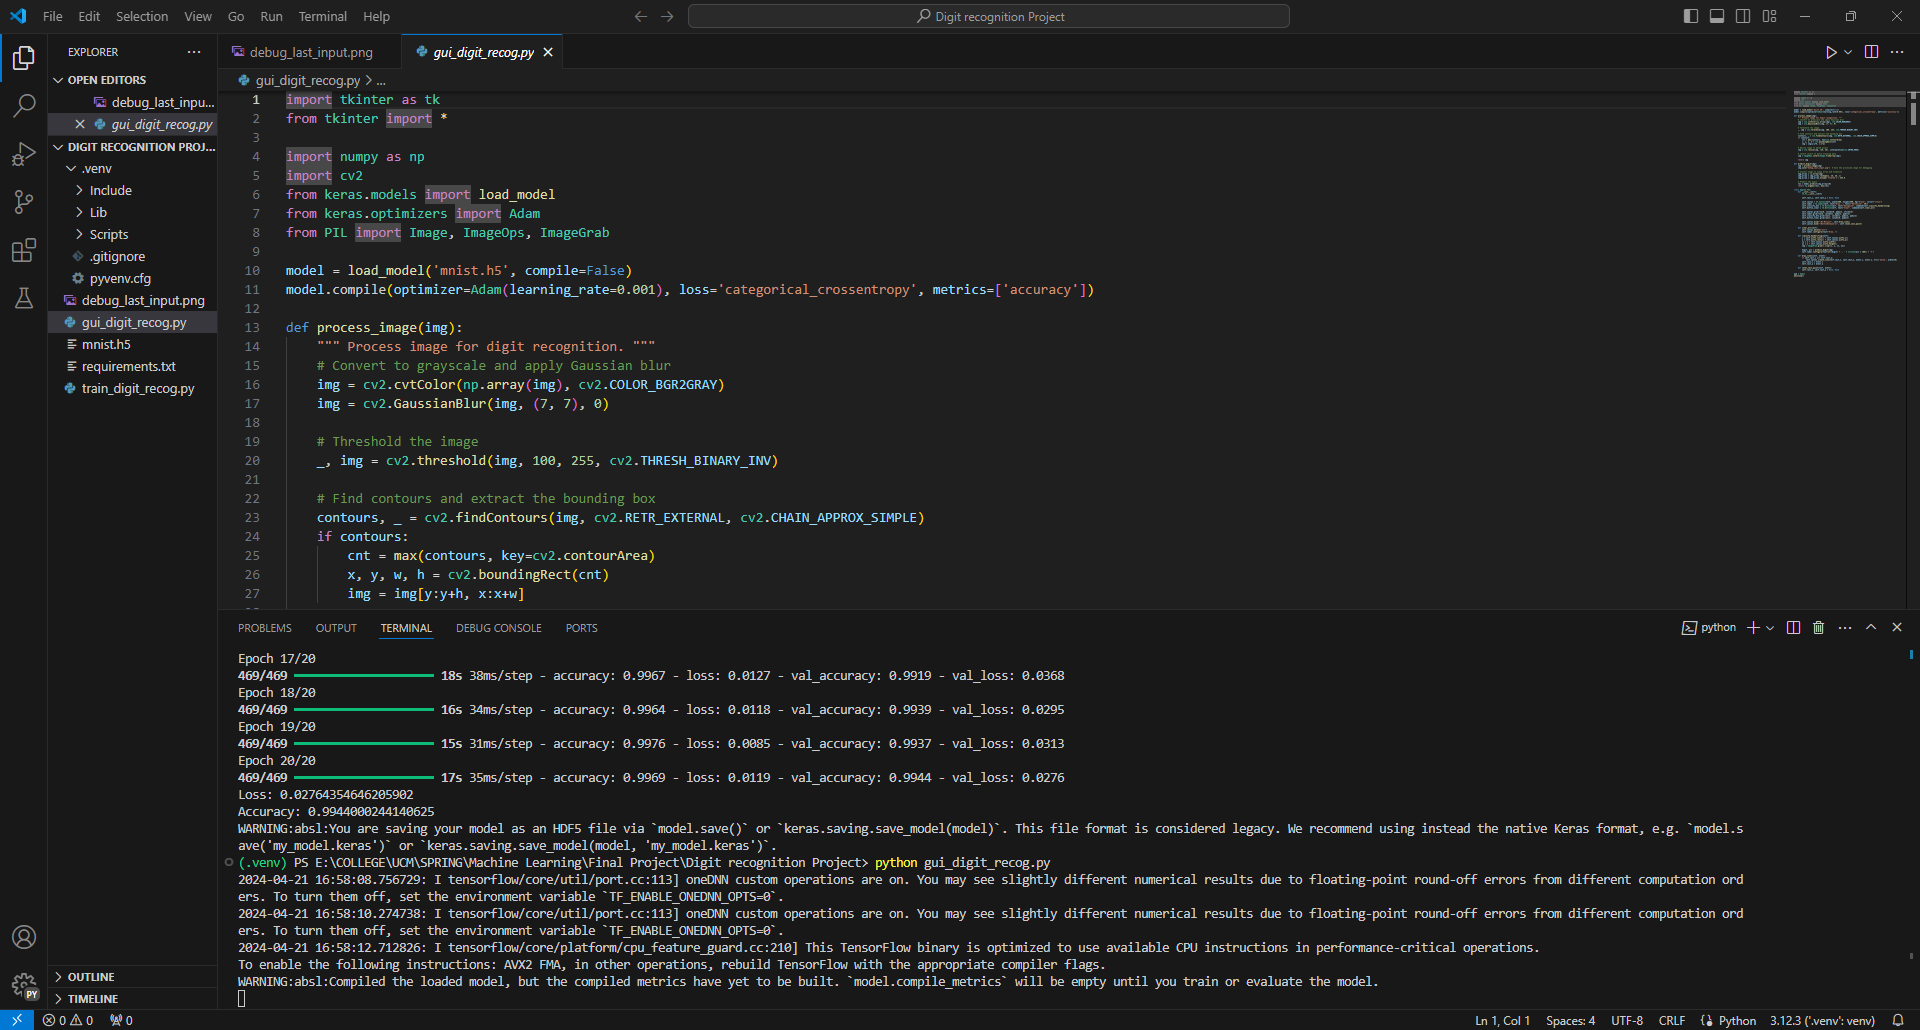 File Edit Selection View Go Run Terminal Help
Digit recognition Project
EXPLORER
OPEN EDITORS
debug_last_inpu...
gui_digit_recog.py
DIGIT RECOGNITION PROJ...
.venv
Include
Lib
Scripts
.gitignore
pyvenv.cfg
debug_last_input.png
gui_digit_recog.py
mnist.h5
requirements.txt
train_digit_recog.py
OUTLINE
TIMELINE
debug_last_input.png
gui_digit_recog.py
gui_digit_recog.py > ...
1 import tkinter as tk
2 from tkinter import *
3
4 import numpy as np
5 import cv2
6 from keras.models import load_model
7 from keras.optimizers import Adam
8 from PIL import Image, ImageOps, ImageGrab
9
10 model = load_model('mnist.h5', compile=False)
11 model.compile(optimizer=Adam(learning_rate=0.001), loss='categorical_crossentropy', metrics=['accuracy'])
12
13 def process_image(img):
14 """ Process image for digit recognition. """
15 # Convert to grayscale and apply Gaussian blur
16 img = cv2.cvtColor(np.array(img), cv2.COLOR_BGR2GRAY)
17 img = cv2.GaussianBlur(img, (7, 7), 0)
18
19 # Threshold the image
20 _, img = cv2.threshold(img, 100, 255, cv2.THRESH_BINARY_INV)
21
22 # Find contours and extract the bounding box
23 contours, _ = cv2.findContours(img, cv2.RETR_EXTERNAL, cv2.CHAIN_APPROX_SIMPLE)
24 if contours:
25 cnt = max(contours, key=cv2.contourArea)
26 x, y, w, h = cv2.boundingRect(cnt)
27 img = img[y:y+h, x:x+w]
PROBLEMS OUTPUT TERMINAL DEBUG CONSOLE PORTS
python
Epoch 17/20
469/469 18s 38ms/step - accuracy: 0.9967 - loss: 0.0127 - val_accuracy: 0.9919 - val_loss: 0.0368
Epoch 18/20
469/469 16s 34ms/step - accuracy: 0.9964 - loss: 0.0118 - val_accuracy: 0.9939 - val_loss: 0.0295
Epoch 19/20
469/469 15s 31ms/step - accuracy: 0.9976 - loss: 0.0085 - val_accuracy: 0.9937 - val_loss: 0.0313
Epoch 20/20
469/469 17s 35ms/step - accuracy: 0.9969 - loss: 0.0119 - val_accuracy: 0.9944 - val_loss: 0.0276
Loss: 0.02764354646205902
Accuracy: 0.9944000244140625
WARNING:absl:You are saving your model as an HDF5 file via `model.save()` or `keras.saving.save_model(model)`. This file format is considered legacy. We recommend using instead the native Keras format, e.g. `model.s
ave('my_model.keras')` or `keras.saving.save_model(model, 'my_model.keras')`.
(.venv) PS E:\COLLEGE\UCM\SPRING\Machine Learning\Final Project\Digit recognition Project> python gui_digit_recog.py
2024-04-21 16:58:08.756729: I tensorflow/core/util/port.cc:113] oneDNN custom operations are on. You may see slightly different numerical results due to floating-point round-off errors from different computation ord
ers. To turn them off, set the environment variable `TF_ENABLE_ONEDNN_OPTS=0`.
2024-04-21 16:58:10.274738: I tensorflow/core/util/port.cc:113] oneDNN custom operations are on. You may see slightly different numerical results due to floating-point round-off errors from different computation ord
ers. To turn them off, set the environment variable `TF_ENABLE_ONEDNN_OPTS=0`.
2024-04-21 16:58:12.712826: I tensorflow/core/platform/cpu_feature_guard.cc:210] This TensorFlow binary is optimized to use available CPU instructions in performance-critical operations.
To enable the following instructions: AVX2 FMA, in other operations, rebuild TensorFlow with the appropriate compiler flags.
WARNING:absl:Compiled the loaded model, but the compiled metrics have yet to be built. `model.compile_metrics` will be empty until you train or evaluate the model.
PY
0 0 0
Ln 1, Col 1 Spaces: 4 UTF-8 CRLF Python 3.12.3 ('.venv': venv)